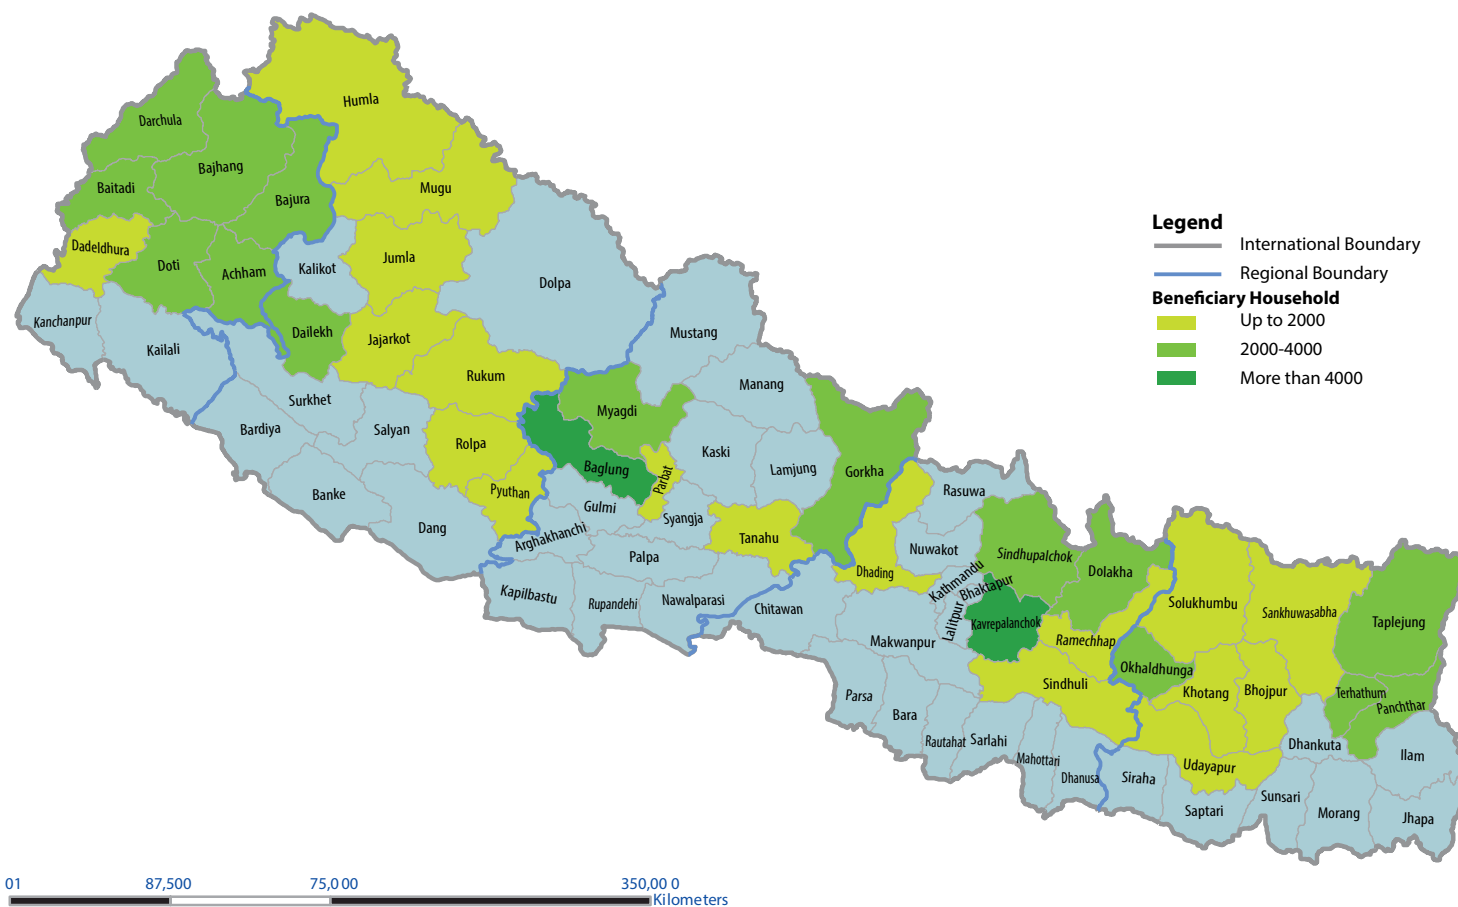 Humla
Darchula
Bajhang
Baitadi
Mugu
Bajura
Legend
International Boundary
Dadeldhura
Jumla
Doti
Achham
Kalikot
Regional Boundary
Dolpa
Beneficiary Household
Kanchanpur
Up to 2000
Dailekh
Mustang
Jajarkot
Kailali
2000-4000
Rukum
More than 4000
Manang
Surkhet
Myagdi
Bardiya
Salyan
Rolpa
Kaski
Baglung
Lamjung
Gorkha
Parbat
Pyuthan
Rasuwa
Banke
Gulmi
Syangja
Dang
Arghakhanchi
Tanahu
Nuwakot
Sindhupalchok
Palpa
Dhading
Dolakha
Kathmandu
Bhaktapur
Kapilbastu
Rupandehi
Nawalparasi
Chitawan
Solukhumbu
Sankhuwasabha
Lalitpur
Kavrepalanchok
Taplejung
Makwanpur
Ramechhap
Okhaldhunga
Sindhuli
Khotang
Bhojpur
Terhathum
Parsa
Panchthar
Bara
Rautahat
Sarlahi
Dhankuta
Mahottari
Ilam
Udayapur
Dhanusa
Siraha
Sunsari
Saptari
Morang
Jhapa
01 87,500 75,0 00 350,00 0
Kilometers